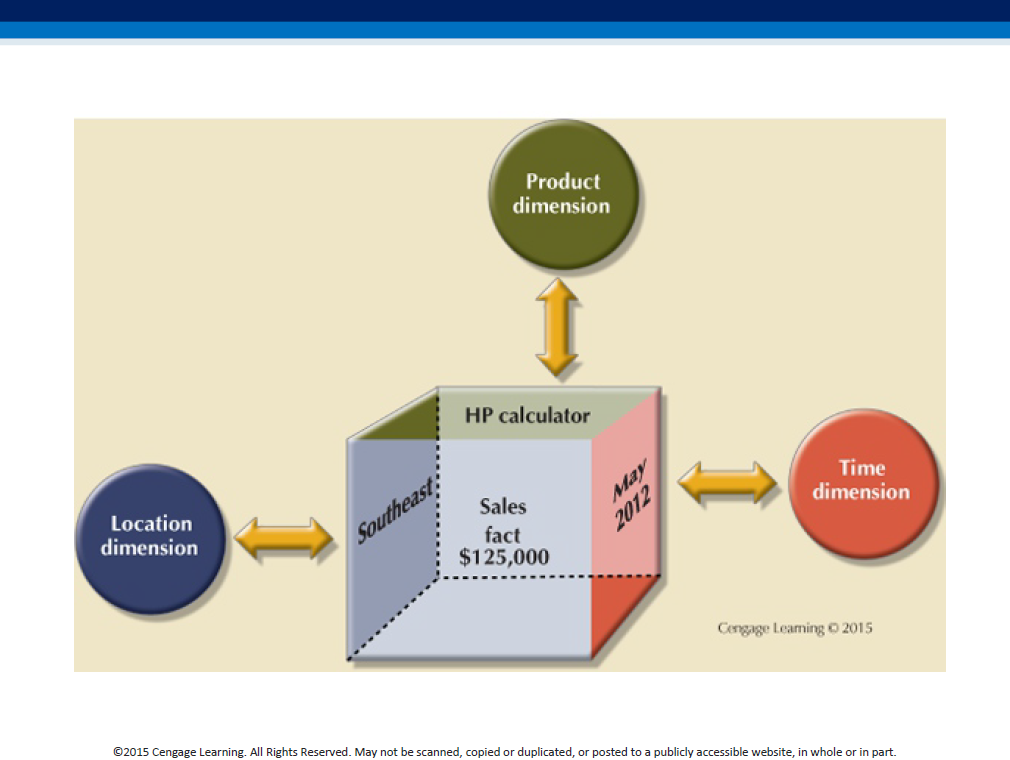 Product
dimension
HP calculator
May
2012
Time
dimension
Southeast
Sales
fact
$125,000
Location
dimension
Cengage Learning © 2015
©2015 Cengage Learning. All Rights Reserved. May not be scanned, copied or duplicated, or posted to a publicly accessible website, in whole or in part.